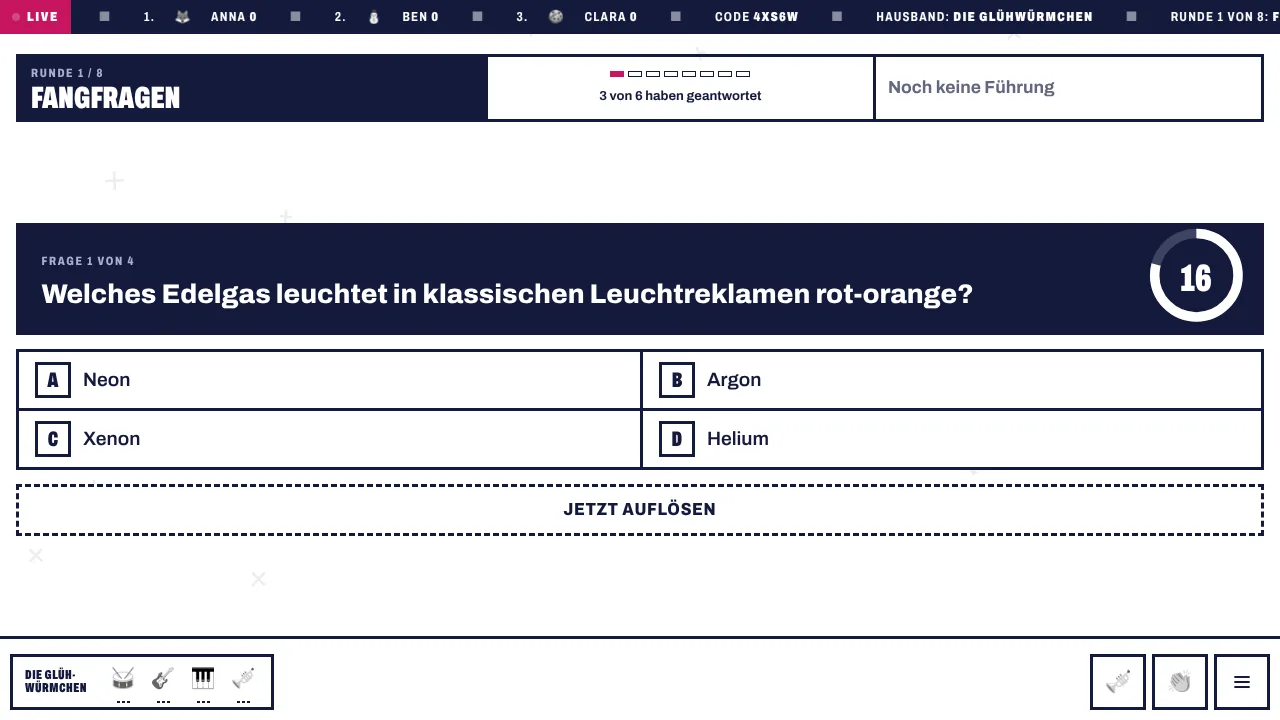 LIVE 1. ANNA 0 2. BEN 0 3. CLARA 0 CODE 4XS6W HAUSBAND: DIE GLÜHWÜRMCHEN RUNDE 1 VON 8: F
RUNDE 1 / 8
FANGFRAGEN
3 von 6 haben geantwortet
Noch keine Führung
FRAGE 1 VON 4
Welches Edelgas leuchtet in klassischen Leuchtreklamen rot-orange?
16
A Neon
B Argon
C Xenon
D Helium
JETZT AUFLÖSEN
DIE GLÜH-
WÜRMCHEN